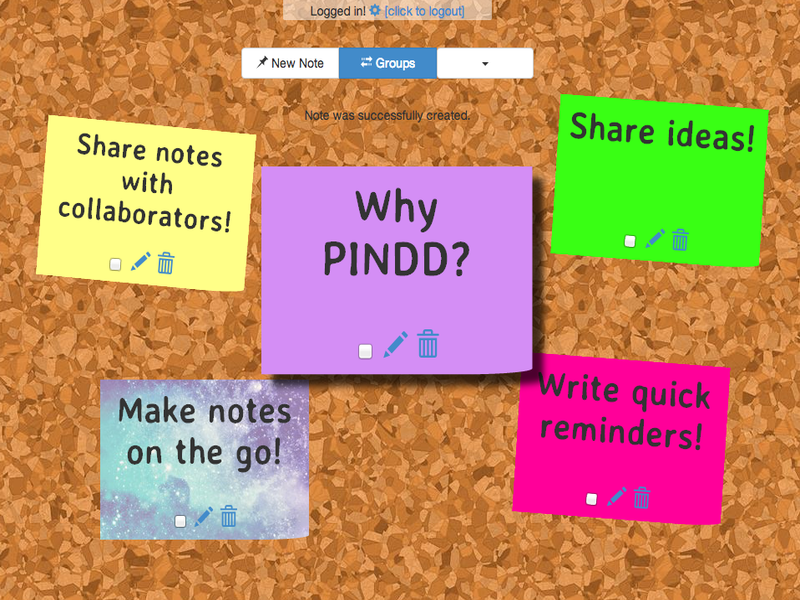 Logged in! [click to logout]
New Note
Groups
Note was successfully created.
Share notes
with
collaborators!
Why
PINDD?
Share ideas!
Make notes
on the go!
Write quick
reminders!